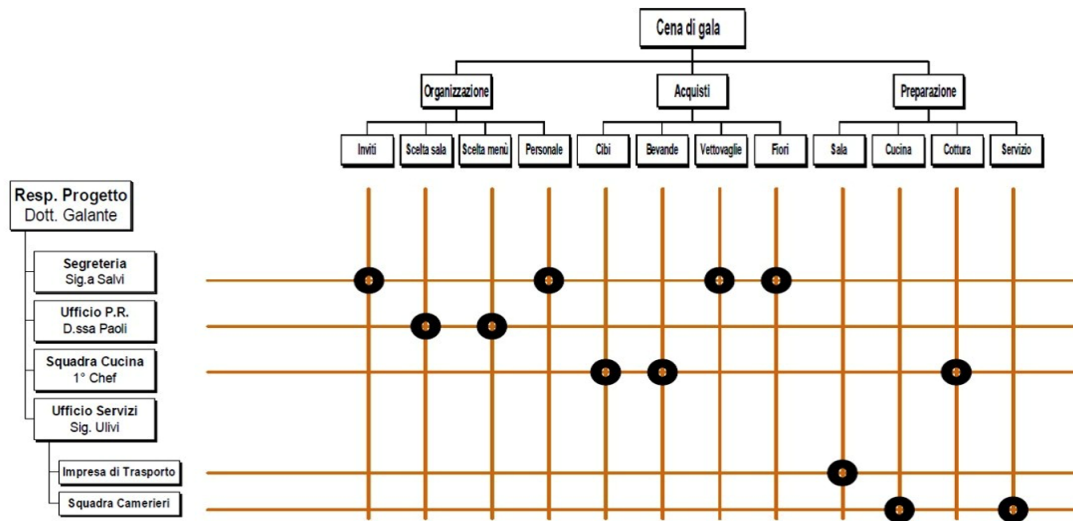 Cena di gala
Organizzazione
Acquisti
Preparazione
Inviti
Scelta sala
Scelta menù
Personale
Cibi
Bevande
Vettovaglie
Fiori
Sala
Cucina
Cottura
Servizio
Resp. Progetto
Dott. Galante
Segreteria
Sig.a Salvi
Ufficio P.R.
D.ssa Paoli
Squadra Cucina
1° Chef
Ufficio Servizi
Sig. Ulivi
Impresa di Trasporto
Squadra Camerieri